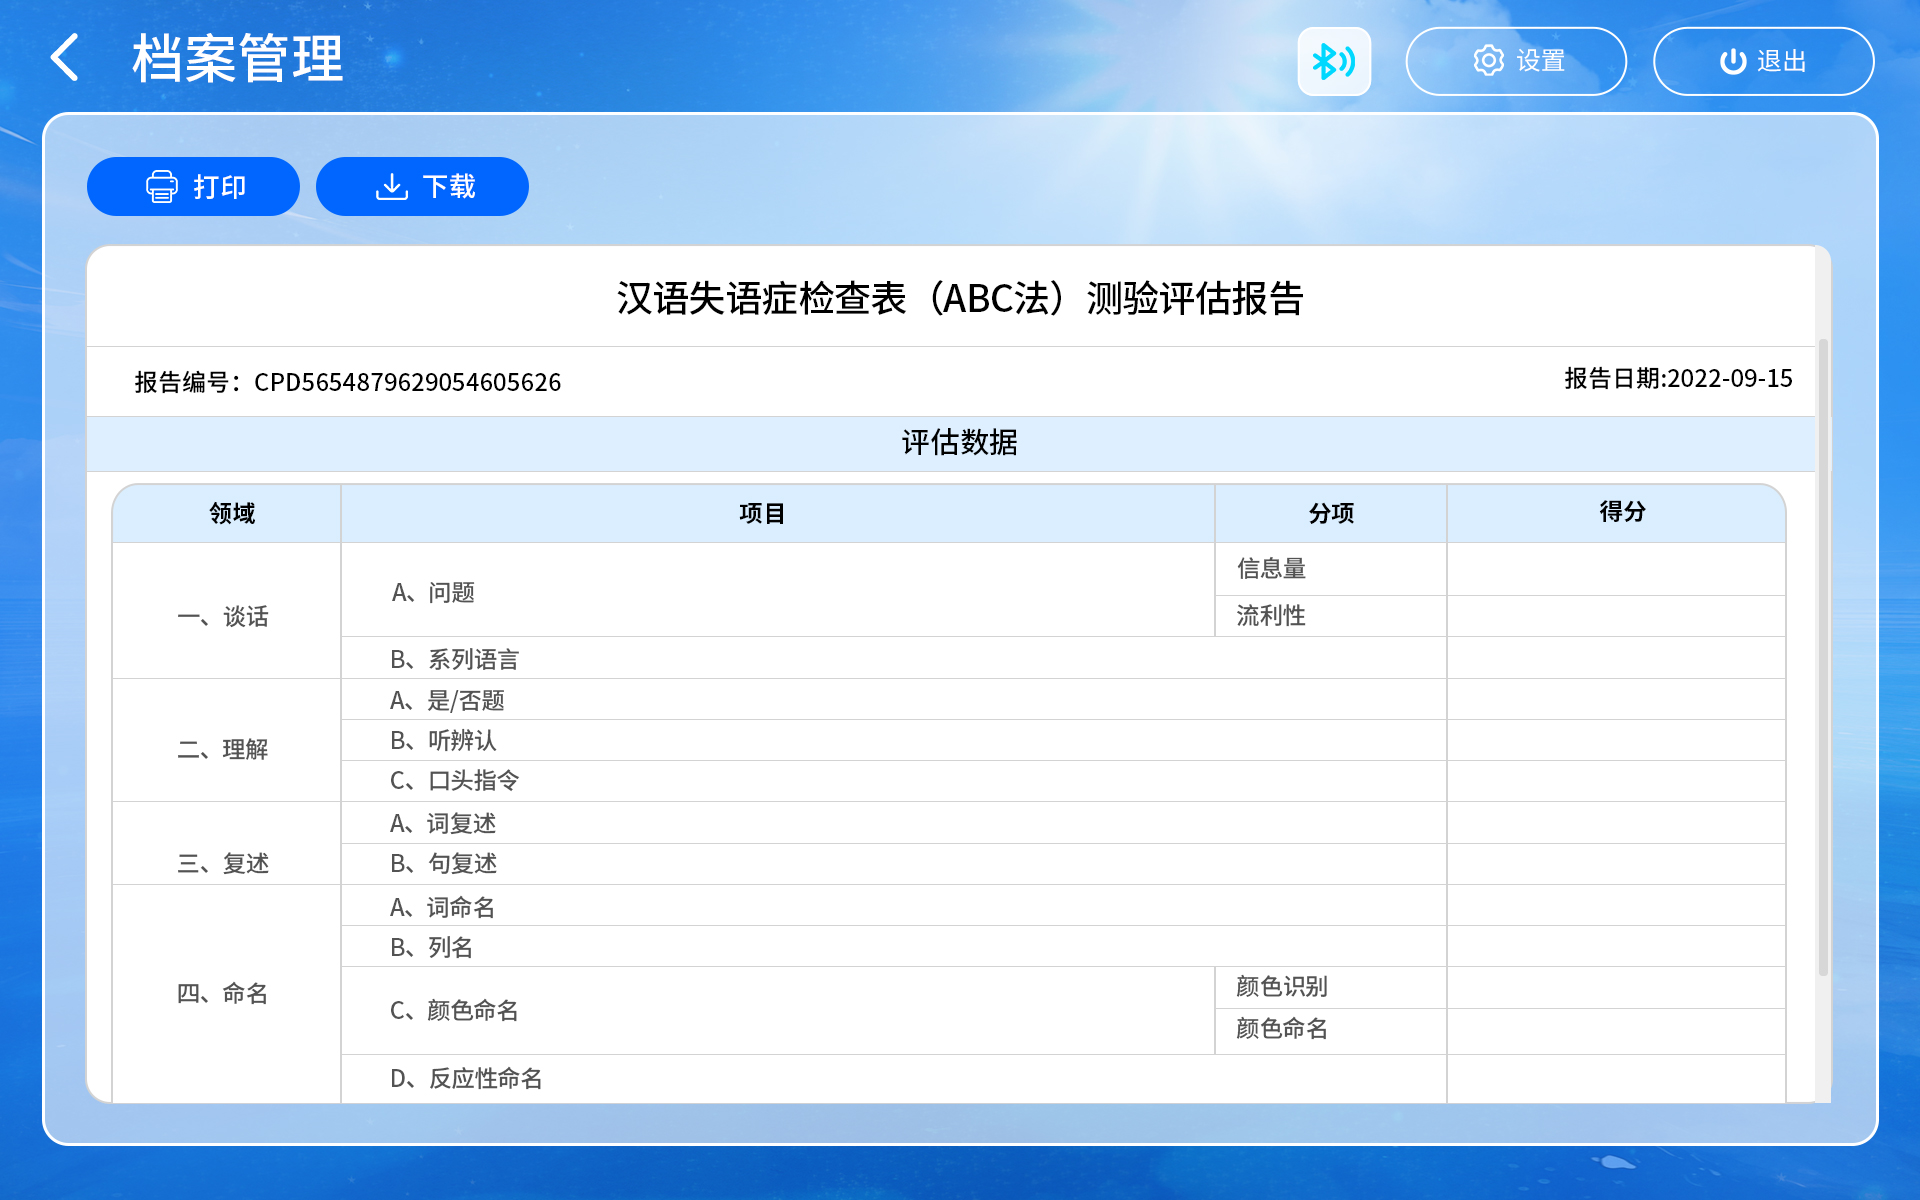 档案管理
设置
退出
打印
下载
汉语失语症检查表（ABC法）测验评估报告
报告编号：CPD5654879629054605626
报告日期:2022-09-15
评估数据
领域
项目
分项
得分
一、谈话
A、问题
信息量
流利性
B、系列语言
二、理解
A、是/否题
B、听辨认
C、口头指令
三、复述
A、词复述
B、句复述
四、命名
A、词命名
B、列名
C、颜色命名
颜色识别
颜色命名
D、反应性命名